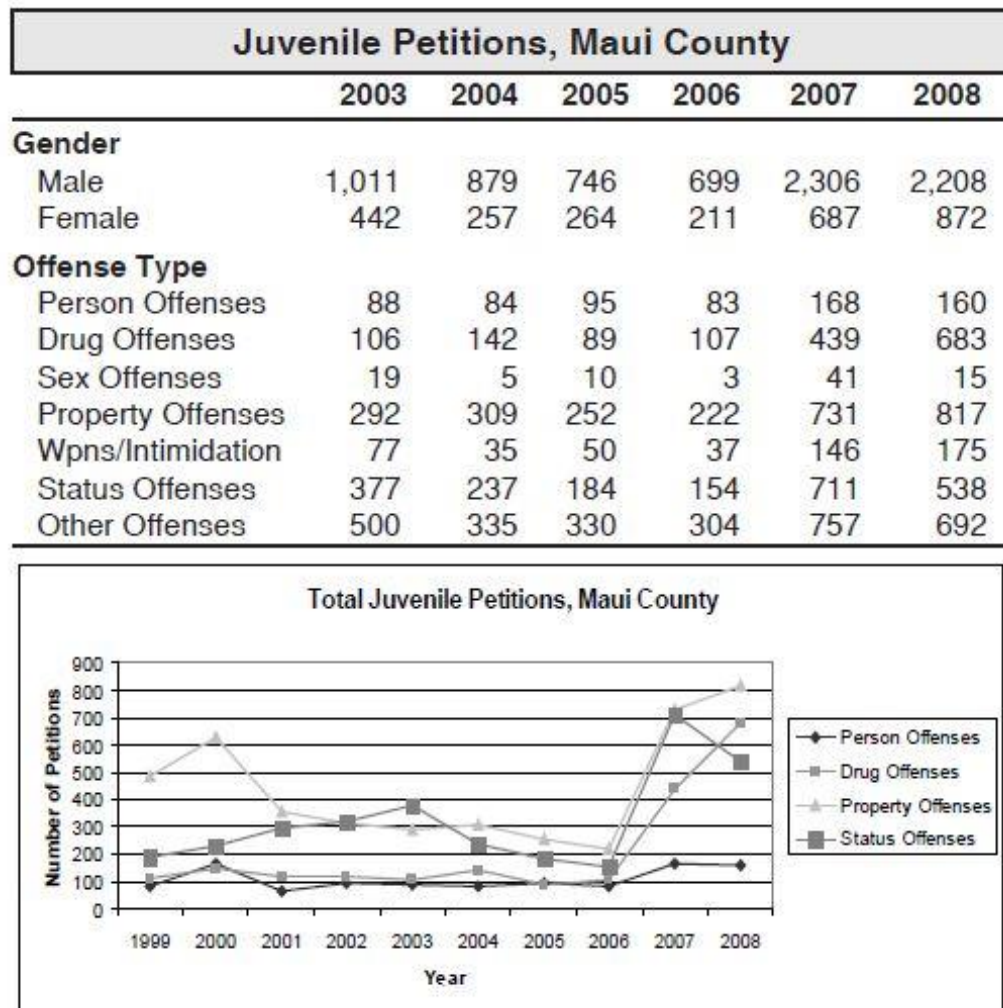 Juvenile Petitions, Maui County
2003 2004 2005 2006 2007 2008
Gender
Male 1,011 879 746 699 2,306 2,208
Female 442 257 264 211 687 872
Offense Type
Person Offenses 88 84 95 83 168 160
Drug Offenses 106 142 89 107 439 683
Sex Offenses 19 5 10 3 41 15
Property Offenses 292 309 252 222 731 817
Wpns/Intimidation 77 35 50 37 146 175
Status Offenses 377 237 184 154 711 538
Other Offenses 500 335 330 304 757 692
Total Juvenile Petitions, Maui County
Number of Petitions
900
800
700
600
500
400
300
200
100
0
1999 2000 2001 2002 2003 2004 2005 2006 2007 2008
Year
Person Offenses
Drug Offenses
Property Offenses
Status Offenses